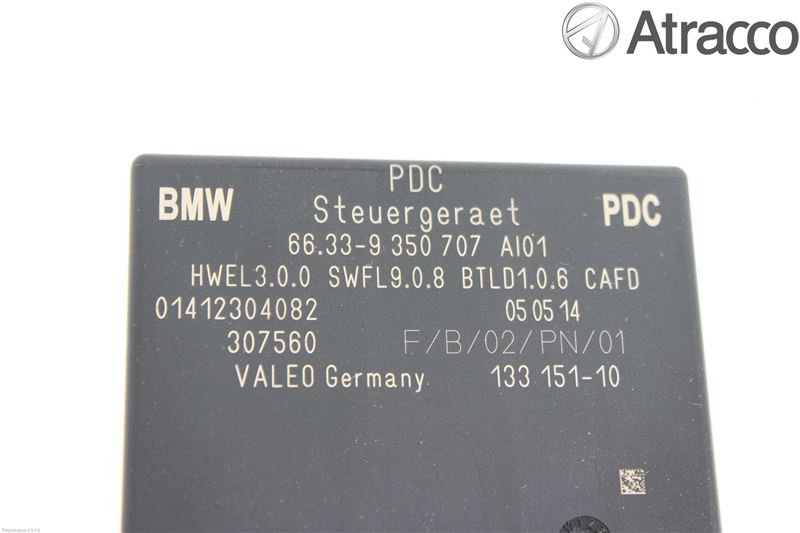 Atracco
PDC
BMW Steuergeraet PDC
66.33-9 350 707 AI01
HWEL3.0.0 SWFL9.0.8 BTLD1.0.6 CAFD
01412304082 05 05 14
307560 F/B/02/PN/01
VALEO Germany 133 151-10